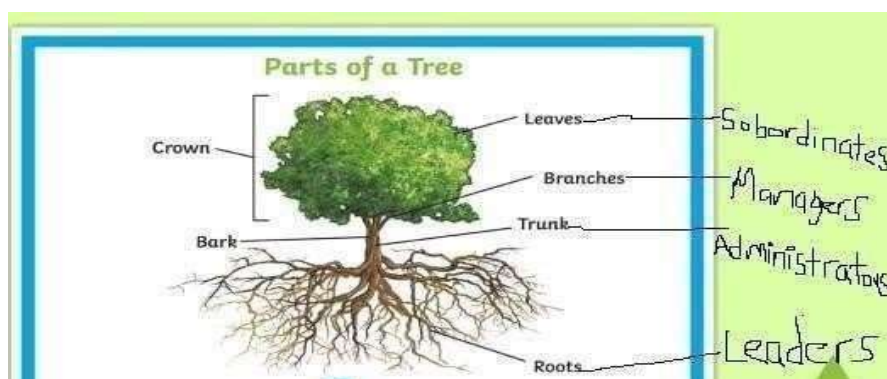 Parts of a Tree
Crown
Leaves
Subordinates
Branches
Managers
Bark
Trunk
Administrators
Roots
Leaders